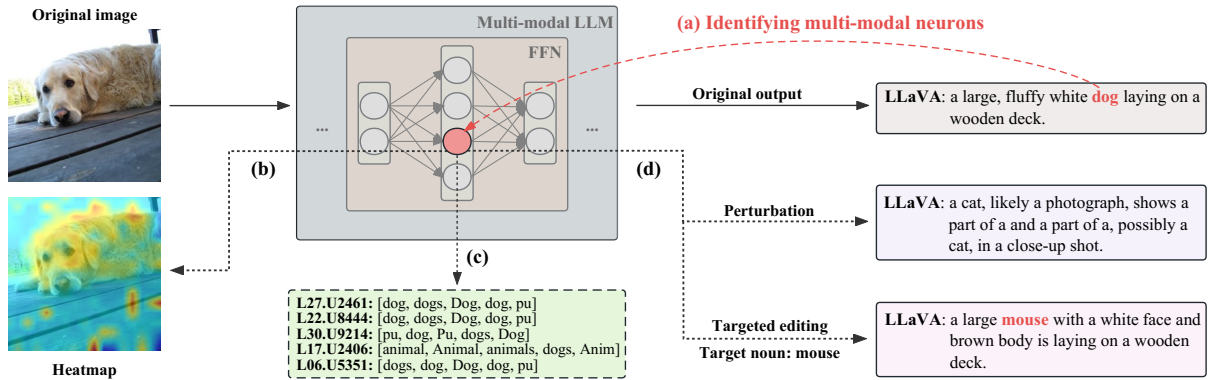 Original image
Multi-modal LLM
FFN
...
...
(a) Identifying multi-modal neurons
Original output
LLaVA: a large, fluffy white dog laying on a
wooden deck.
(b)
(d)
Perturbation
LLaVA: a cat, likely a photograph, shows a
part of a and a part of a, possibly a
cat, in a close-up shot.
(c)
L27.U2461: [dog, dogs, Dog, dog, pu]
L22.U8444: [dog, dogs, Dog, dog, pu]
L30.U9214: [pu, dog, Pu, dogs, Dog]
L17.U2406: [animal, Animal, animals, dogs, Anim]
L06.U5351: [dogs, dog, Dog, dog, pu]
Targeted editing
Target noun: mouse
LLaVA: a large mouse with a white face and
brown body is laying on a wooden
deck.
Heatmap